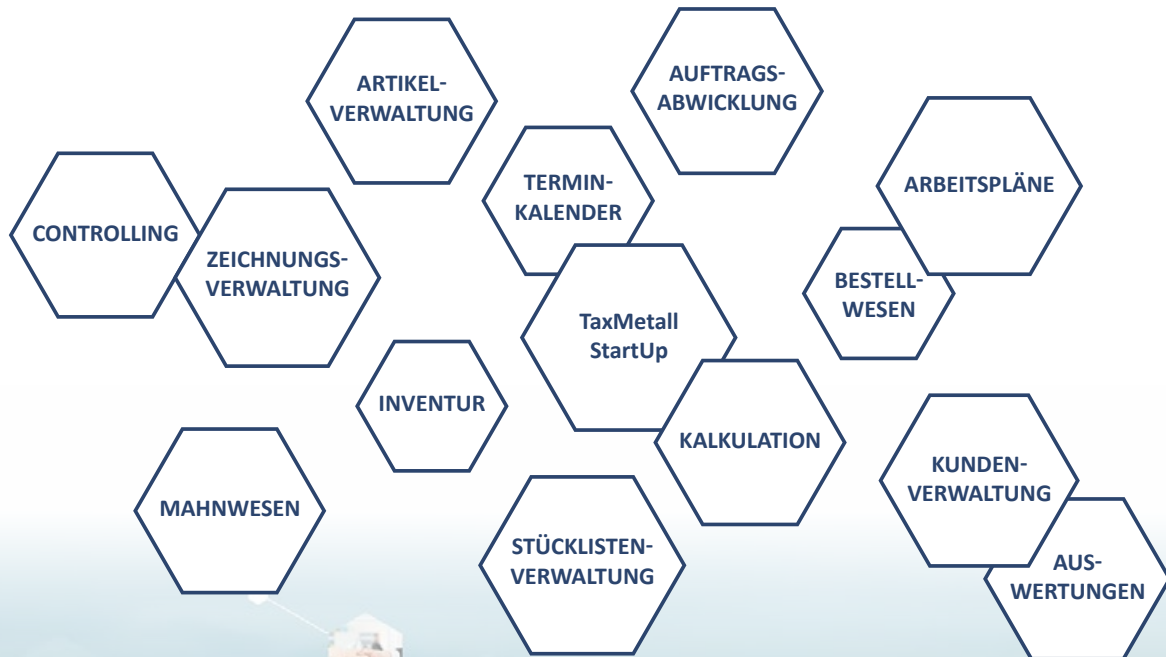 ARTIKEL-
VERWALTUNG
AUFTRAGS-
ABWICKLUNG
TERMIN-
KALENDER
ARBEITSPLÄNE
CONTROLLING
ZEICHNUNGS-
VERWALTUNG
BESTELL-
WESEN
TaxMetall
StartUp
INVENTUR
KALKULATION
KUNDEN-
VERWALTUNG
MAHNWESEN
STÜCKLISTEN-
VERWALTUNG
AUS-
WERTUNGEN